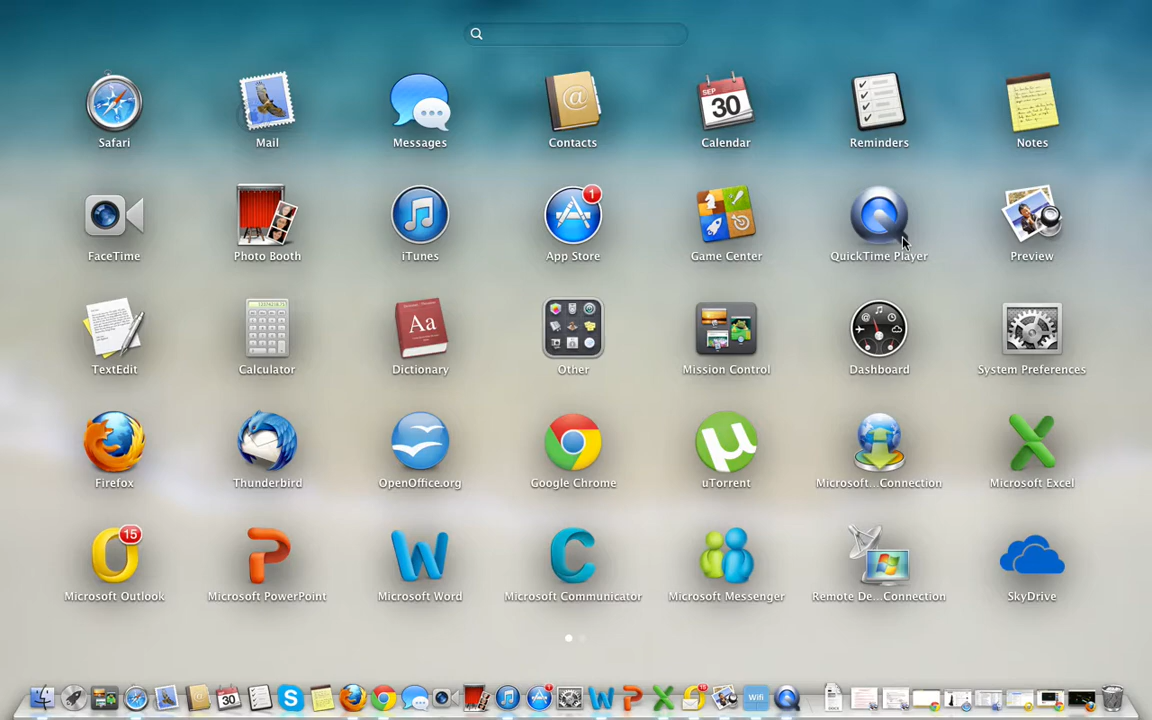 Safari
Mail
Messages
Contacts
SEP
30
Calendar
Reminders
Notes
FaceTime
Photo Booth
iTunes
1
App Store
Game Center
QuickTime Player
Preview
TextEdit
Calculator
Aa
Dictionary
Other
Mission Control
Dashboard
System Preferences
Firefox
Thunderbird
OpenOffice.org
Google Chrome
µ
uTorrent
Microsoft...Connection
X
Microsoft Excel
15
O
Microsoft Outlook
P
Microsoft PowerPoint
W
Microsoft Word
C
Microsoft Communicator
Microsoft Messenger
Remote De...Connection
SkyDrive
30
S
W
P
X
Wifi